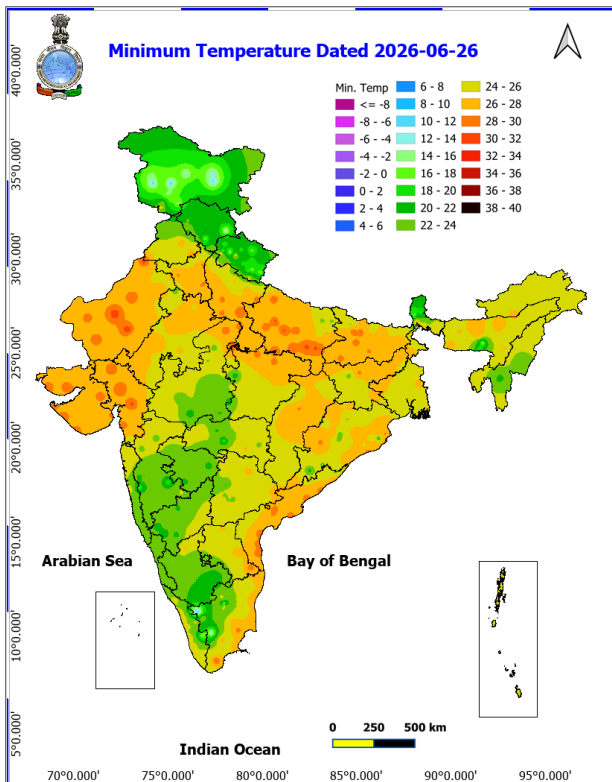 Minimum Temperature Dated 2026-06-26
Min. Temp
<= -8
-8 - -6
-6 - -4
-4 - -2
-2 - 0
0 - 2
2 - 4
4 - 6
6 - 8
8 - 10
10 - 12
12 - 14
14 - 16
16 - 18
18 - 20
20 - 22
22 - 24
24 - 26
26 - 28
28 - 30
30 - 32
32 - 34
34 - 36
36 - 38
38 - 40
40°0.000'
35°0.000'
30°0.000'
25°0.000'
20°0.000'
15°0.000'
10°0.000'
5°0.000'
Arabian Sea
Bay of Bengal
Indian Ocean
0 250 500 km
70°0.000' 75°0.000' 80°0.000' 85°0.000' 90°0.000' 95°0.000'